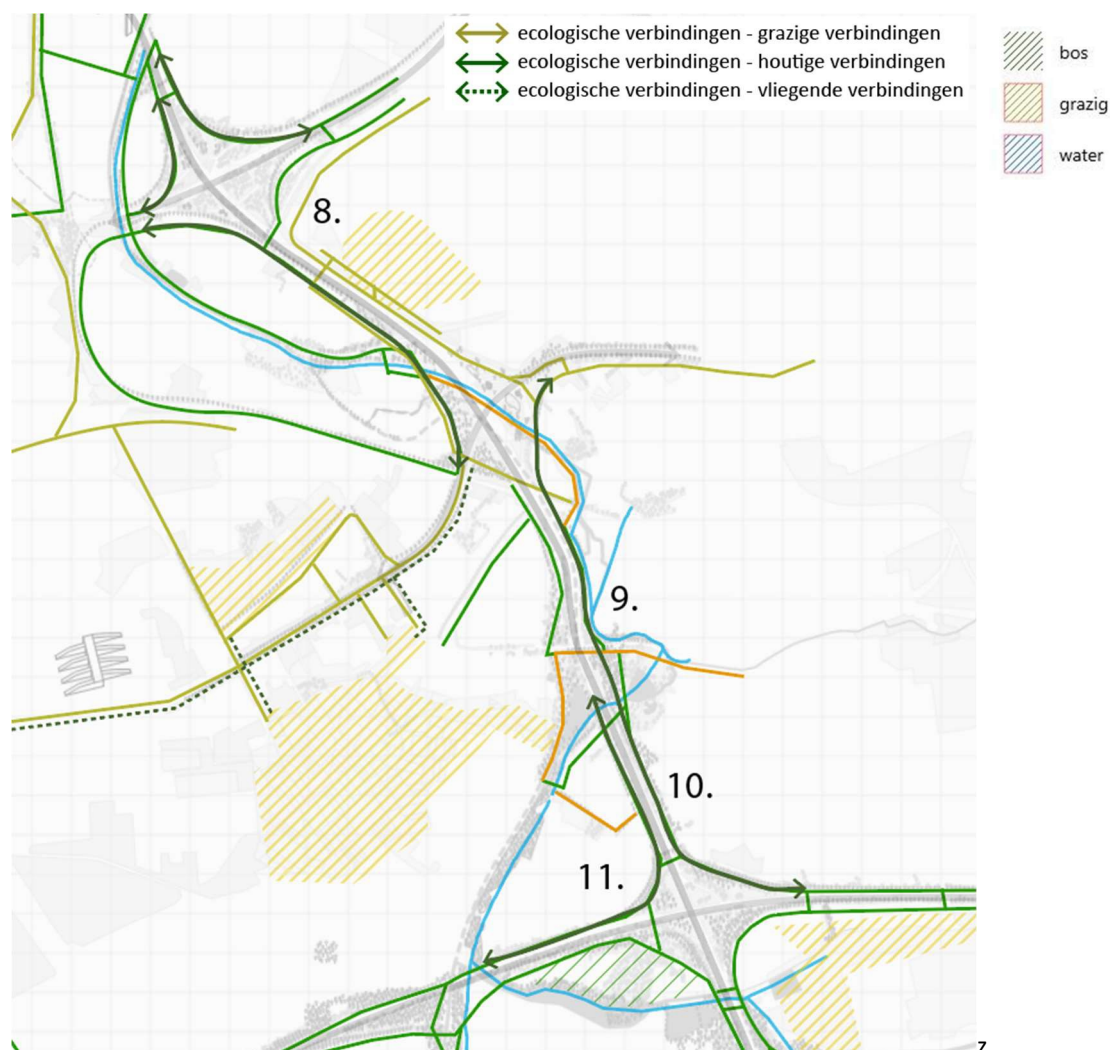 ecologische verbindingen - grazige verbindingen
ecologische verbindingen - houtige verbindingen
ecologische verbindingen - vliegende verbindingen
bos
grazig
water
8.
9.
10.
11.